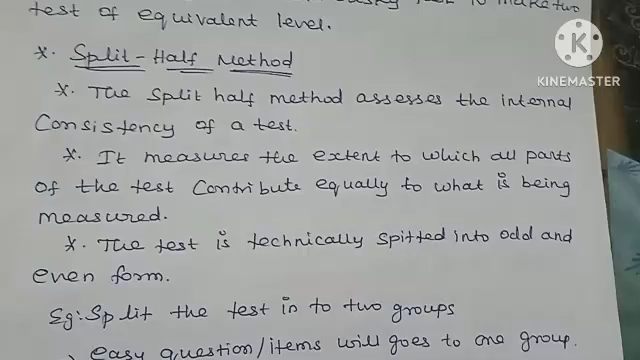 to make two
test of equivalent level.
*. Split-Half Method
*. The split half method assesses the internal
Consistency of a test.
*. It measures the extent to which all parts
of the test Contribute equally to what is being
measured.
*. The test is technically spitted into odd and
even form.
Eg: Split the test in to two groups
easy question/items will goes to one group.
KINEMASTER